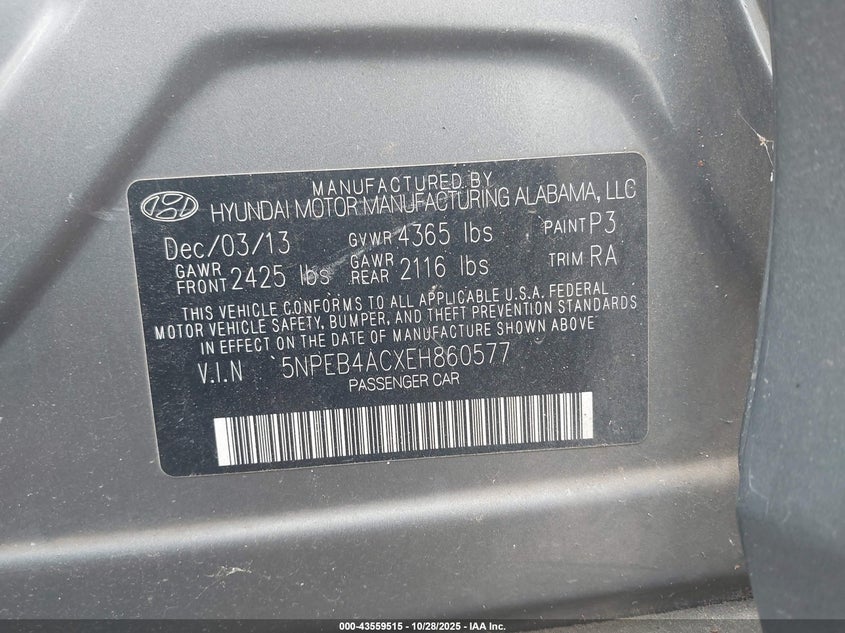 MANUFACTURED BY
HYUNDAI MOTOR MANUFACTURING ALABAMA, LLC
Dec/03/13 GVWR 4365 lbs PAINT P3
GAWR FRONT 2425 lbs GAWR REAR 2116 lbs TRIM RA
THIS VEHICLE CONFORMS TO ALL APPLICABLE U.S.A. FEDERAL
MOTOR VEHICLE SAFETY, BUMPER, AND THEFT PREVENTION STANDARDS
IN EFFECT ON THE DATE OF MANUFACTURE SHOWN ABOVE
V.I.N 5NPEB4ACXEH860577
PASSENGER CAR
000-43559515 - 10/28/2025 - IAA Inc.